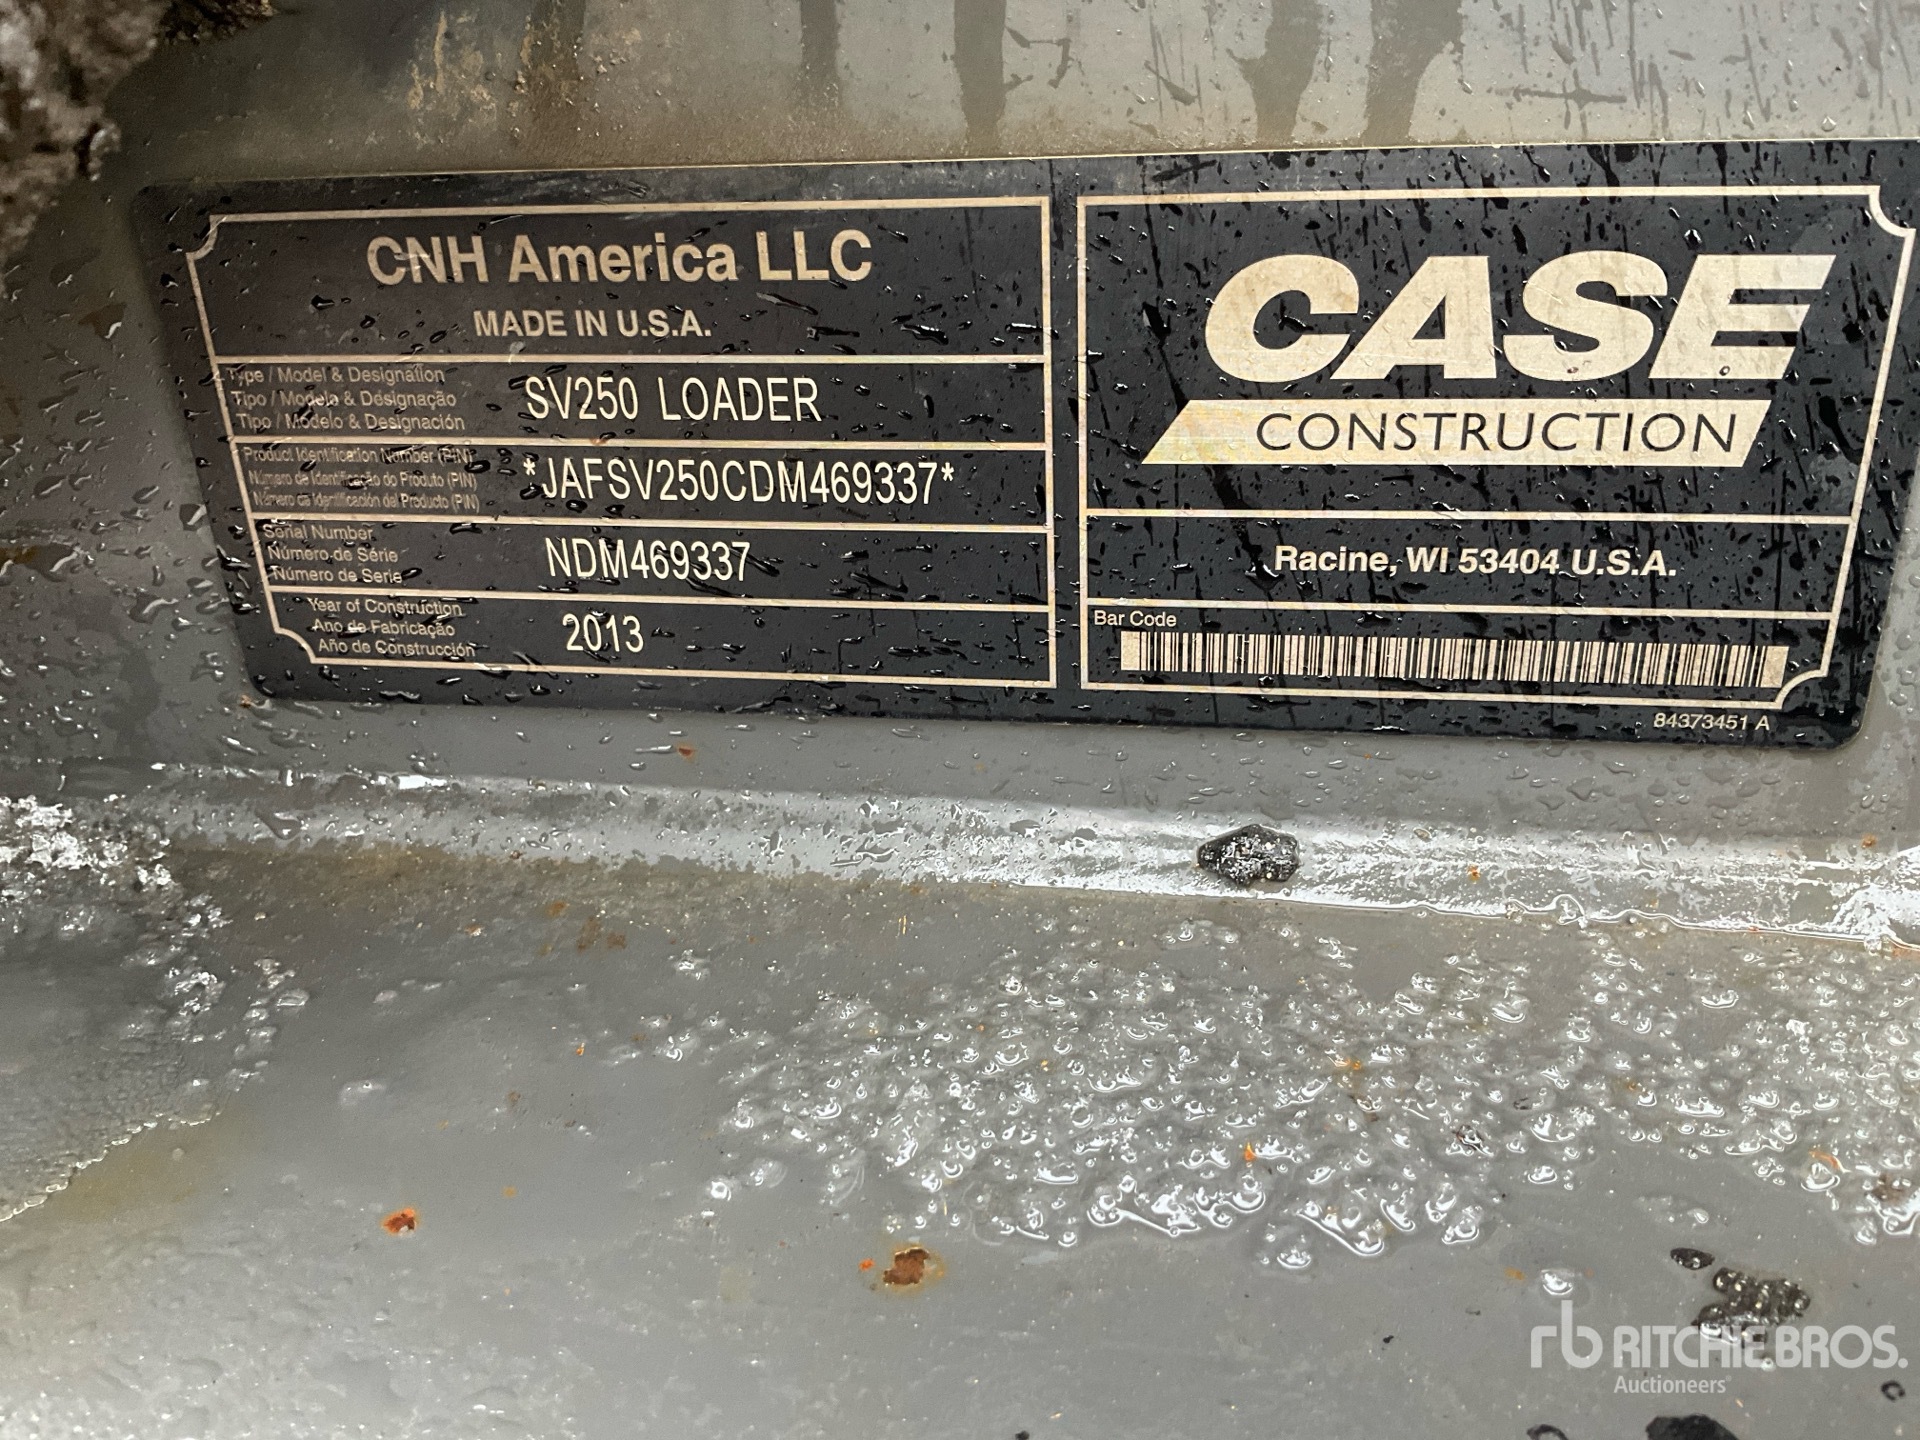 CNH America LLC
MADE IN U.S.A.
Type / Model & Designation
Tipo / Modelo & Designação
Tipo / Modelo & Designación
SV250 LOADER
Product Identification Number (PIN)
Número de Identificação do Produto (PIN)
Número de Identificación del Producto (PIN)
*JAFSV250CDM469337*
Serial Number
Número de Série
Número de Serie
NDM469337
Year of Construction
Ano de Fabricação
Año de Construcción
2013
CASE
CONSTRUCTION
Racine, WI 53404 U.S.A.
Bar Code
84373451 A
rb RITCHIE BROS.
Auctioneers